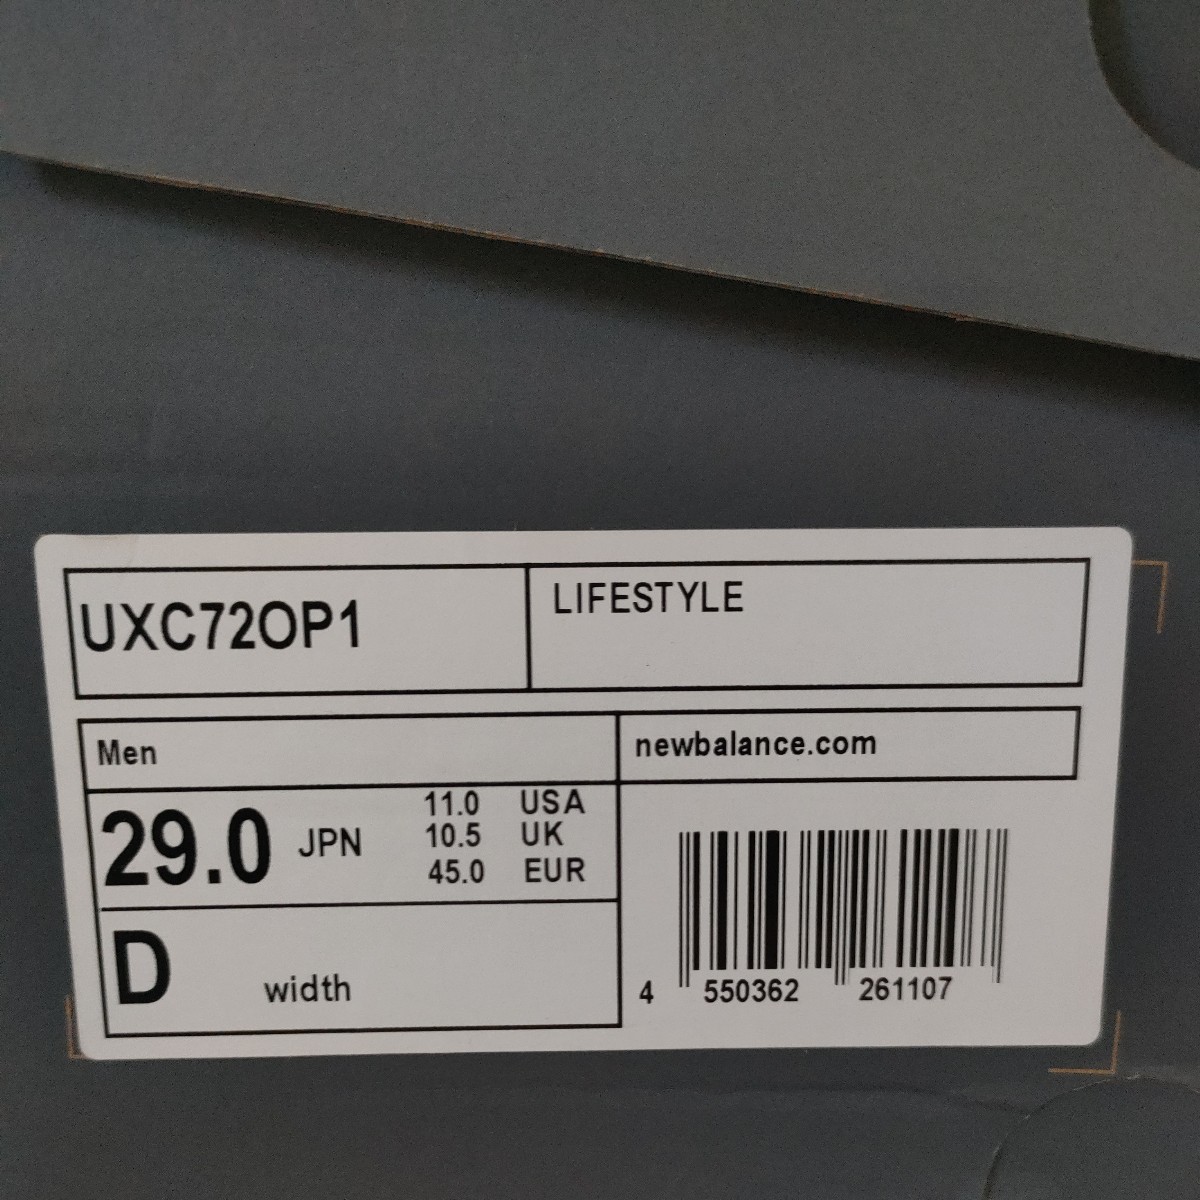 UXC72OP1
LIFESTYLE
Men
newbalance.com
29.0 JPN
11.0 USA
10.5 UK
45.0 EUR
D width
4 550362 261107